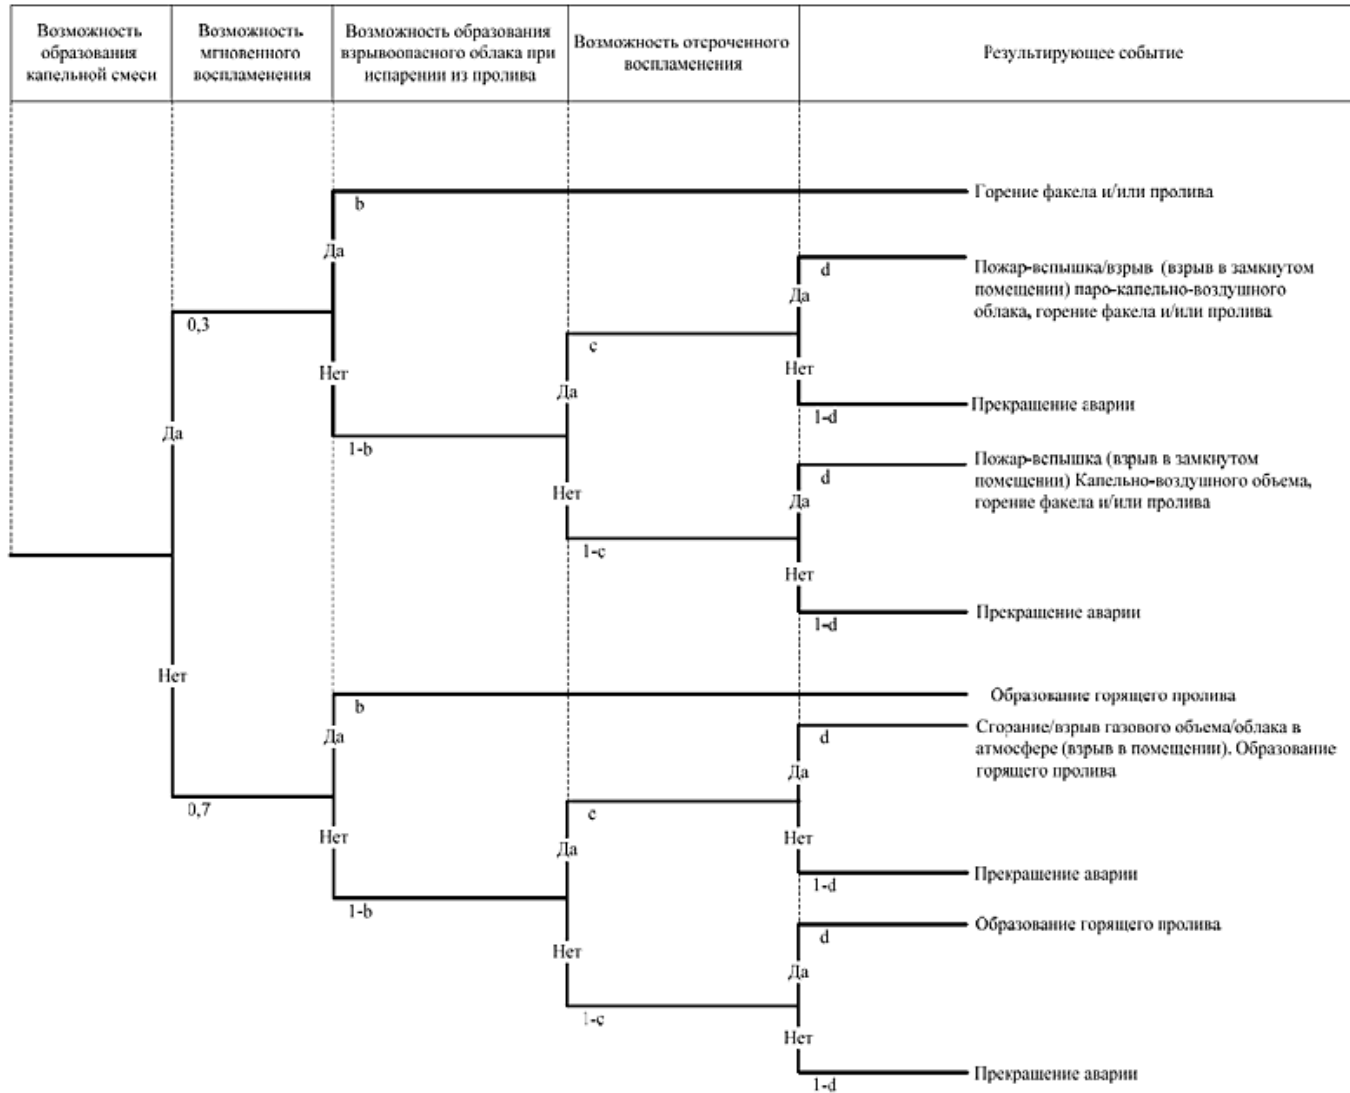 Возможность
образования
капельной смеси
Возможность
мгновенного
воспламенения
Возможность образования
взрывоопасного облака при
испарении из пролива
Возможность отсроченного
воспламенения
Результирующее событие
b
Горение факела и/или пролива
Да
d
Пожар-вспышка/взрыв (взрыв в замкнутом
помещении) паро-капельно-воздушного
облака, горение факела и/или пролива
Да
0,3
c
Нет
Да
Нет
Прекращение аварии
1-d
Да
1-b
d
Пожар-вспышка (взрыв в замкнутом
помещении) Капельно-воздушного объема,
горение факела и/или пролива
Нет
Да
1-c
Нет
Прекращение аварии
1-d
Нет
b
Образование горящего пролива
Да
d
Сгорание/взрыв газового объема/облака в
атмосфере (взрыв в помещении). Образование
горящего пролива
Да
0,7
c
Нет
Да
Нет
Прекращение аварии
1-d
1-b
d
Образование горящего пролива
Нет
Да
1-c
Нет
Прекращение аварии
1-d